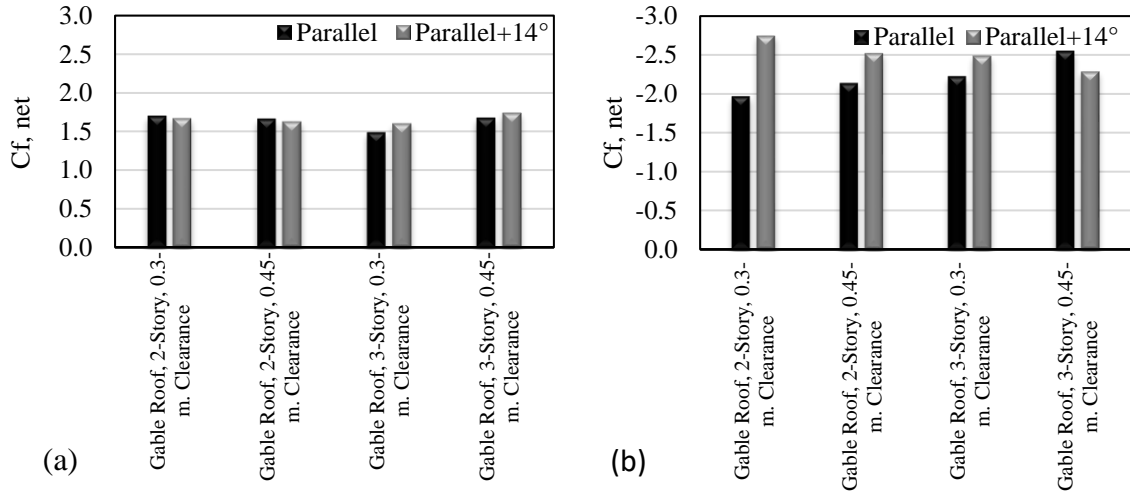 3.0
2.5
2.0
1.5
1.0
0.5
0.0
Cf, net
Parallel Parallel+14°
Gable Roof, 2-Story, 0.3-
m. Clearance
Gable Roof, 2-Story, 0.45-
m. Clearance
Gable Roof, 3-Story, 0.3-
m. Clearance
Gable Roof, 3-Story, 0.45-
m. Clearance
(a)
-3.0
-2.5
-2.0
-1.5
-1.0
-0.5
0.0
Cf, net
Parallel Parallel+14°
Gable Roof, 2-Story, 0.3-
m. Clearance
Gable Roof, 2-Story, 0.45-
m. Clearance
Gable Roof, 3-Story, 0.3-
m. Clearance
Gable Roof, 3-Story, 0.45-
m. Clearance
(b)